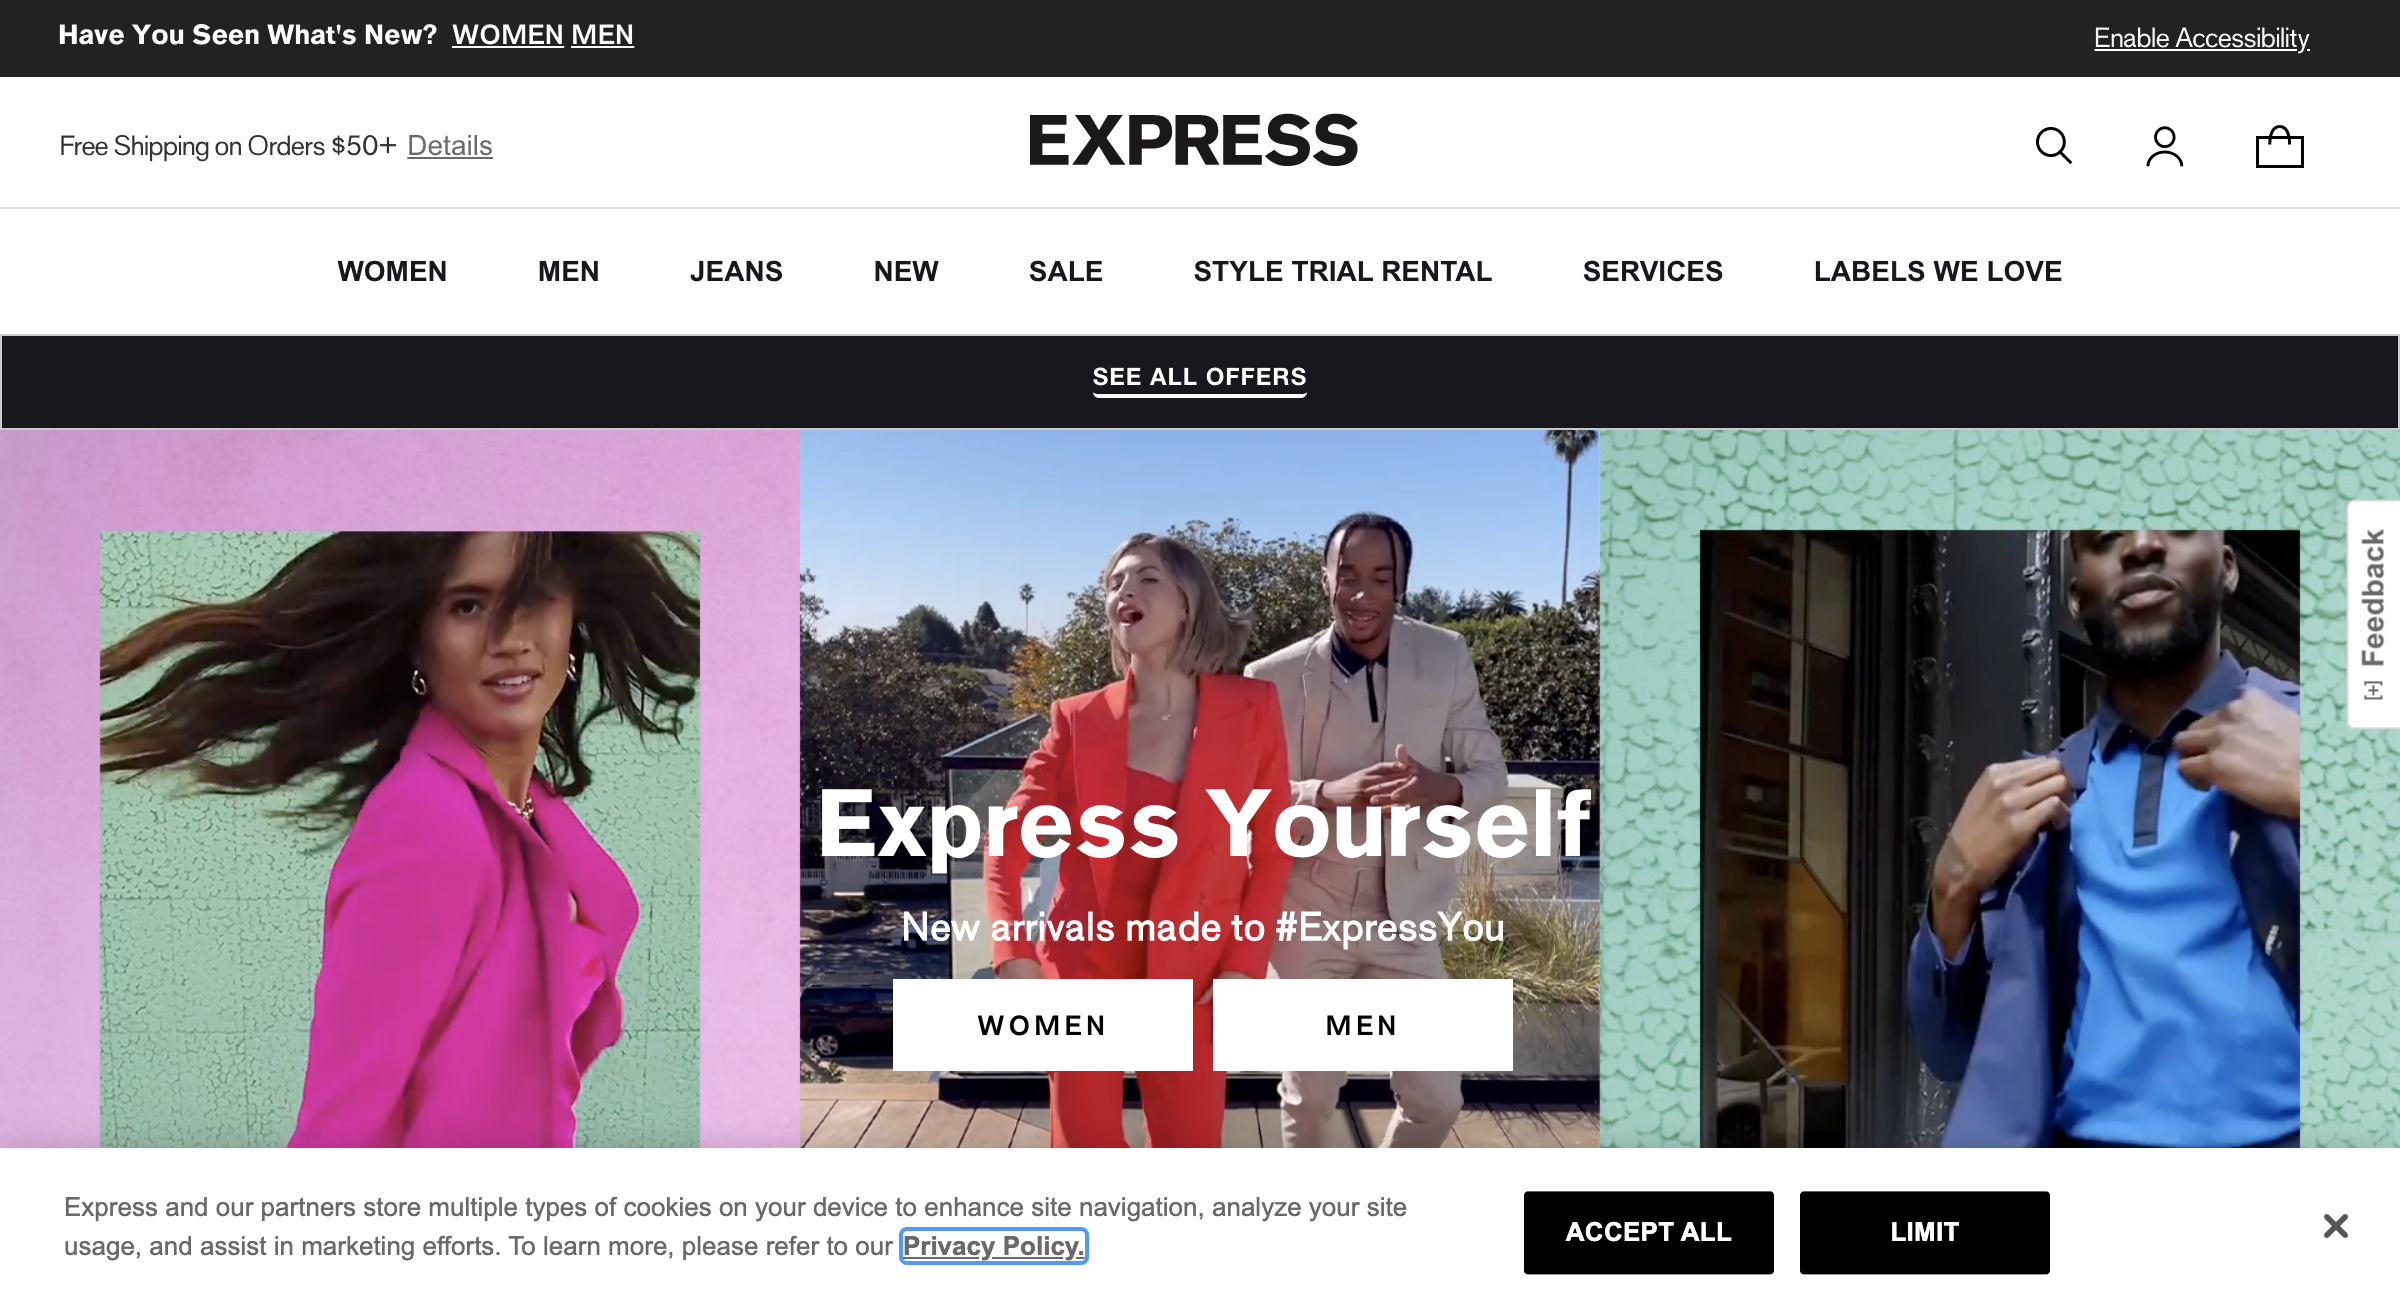 Have You Seen What's New? WOMEN MEN
Enable Accessibility
Free Shipping on Orders $50+ Details
EXPRESS
WOMEN MEN JEANS NEW SALE STYLE TRIAL RENTAL SERVICES LABELS WE LOVE
SEE ALL OFFERS
[+] Feedback
Express Yourself
New arrivals made to #ExpressYou
EXPRESS
WOMEN MEN
Express and our partners store multiple types of cookies on your device to enhance site navigation, analyze your site
usage, and assist in marketing efforts. To learn more, please refer to our Privacy Policy.
ACCEPT ALL
LIMIT